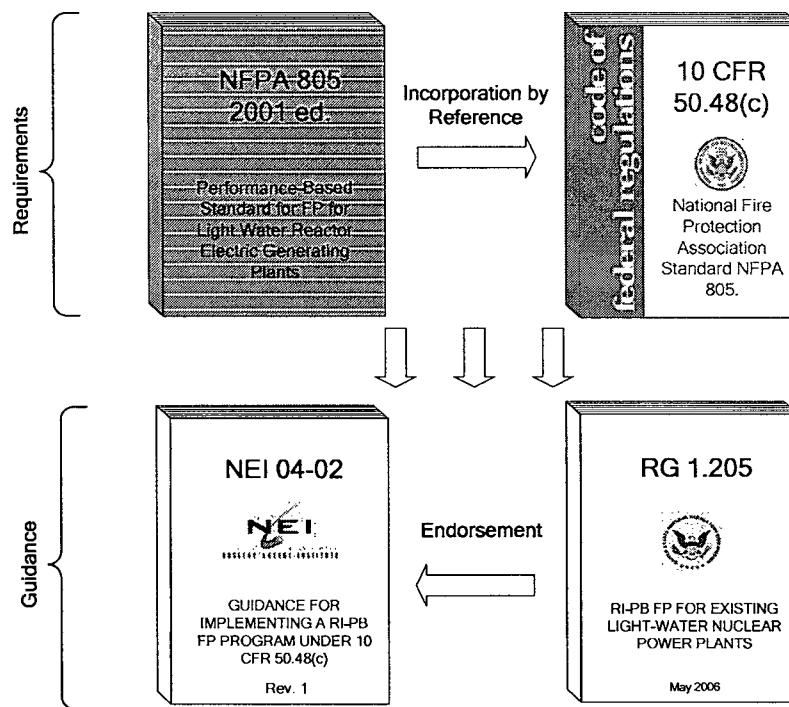 Requirements
NFPA 805
2001 ed.
Performance-Based
Standard for FP for
Light Water Reactor
Electric Generating
Plants
Incorporation by
Reference
code of
federal regulations
10 CFR
50.48(c)
National Fire
Protection
Association
Standard NFPA
805.
Guidance
NEI 04-02
NEI
GUIDANCE FOR
IMPLEMENTING A RI-PB
FP PROGRAM UNDER 10
CFR 50.48(c)
Rev. 1
Endorsement
RG 1.205
RI-PB FP FOR EXISTING
LIGHT-WATER NUCLEAR
POWER PLANTS
May 2006